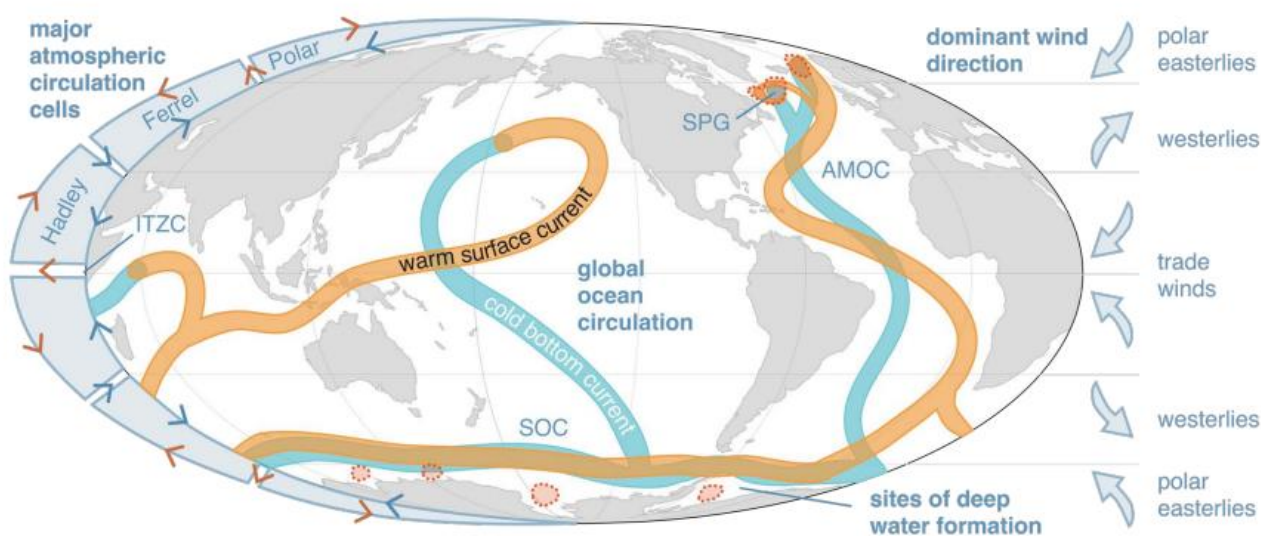 major
atmospheric
circulation
cells
Polar
Ferrel
Hadley
ITZC
warm surface current
cold bottom current
global
ocean
circulation
SOC
SPG
AMOC
sites of deep
water formation
dominant wind
direction
polar
easterlies
westerlies
trade
winds
westerlies
polar
easterlies